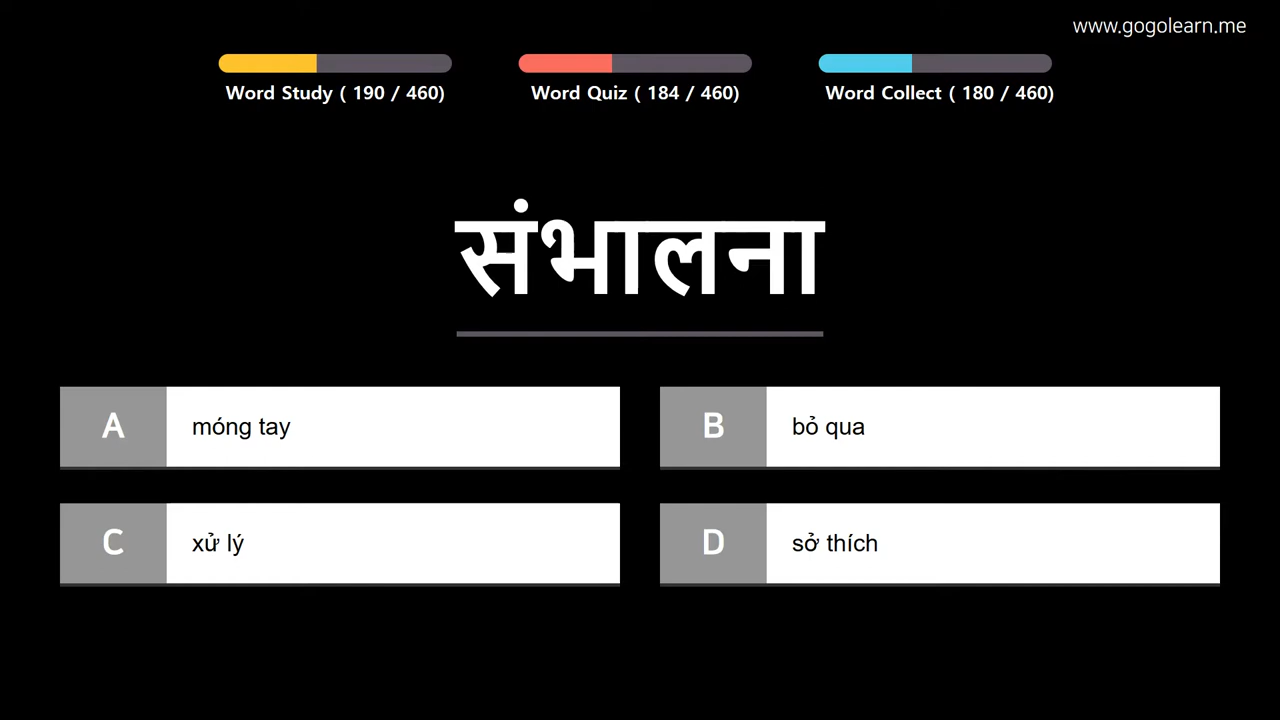 www.gogolearn.me
Word Study ( 190 / 460)
Word Quiz ( 184 / 460)
Word Collect ( 180 / 460)
संभालना
A móng tay
B bỏ qua
C xử lý
D sở thích